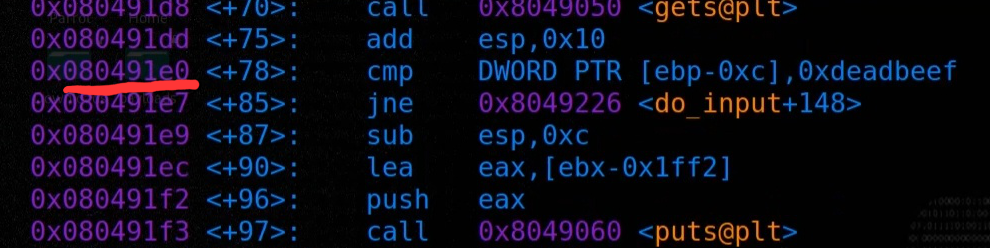 0x080491d8 <+70>: call 0x8049050 <gets@plt>
0x080491dd <+75>: add esp,0x10
0x080491e0 <+78>: cmp DWORD PTR [ebp-0xc],0xdeadbeef
0x080491e7 <+85>: jne 0x8049226 <do_input+148>
0x080491e9 <+87>: sub esp,0xc
0x080491ec <+90>: lea eax,[ebx-0x1ff2]
0x080491f2 <+96>: push eax
0x080491f3 <+97>: call 0x8049060 <puts@plt>
Parrot Home